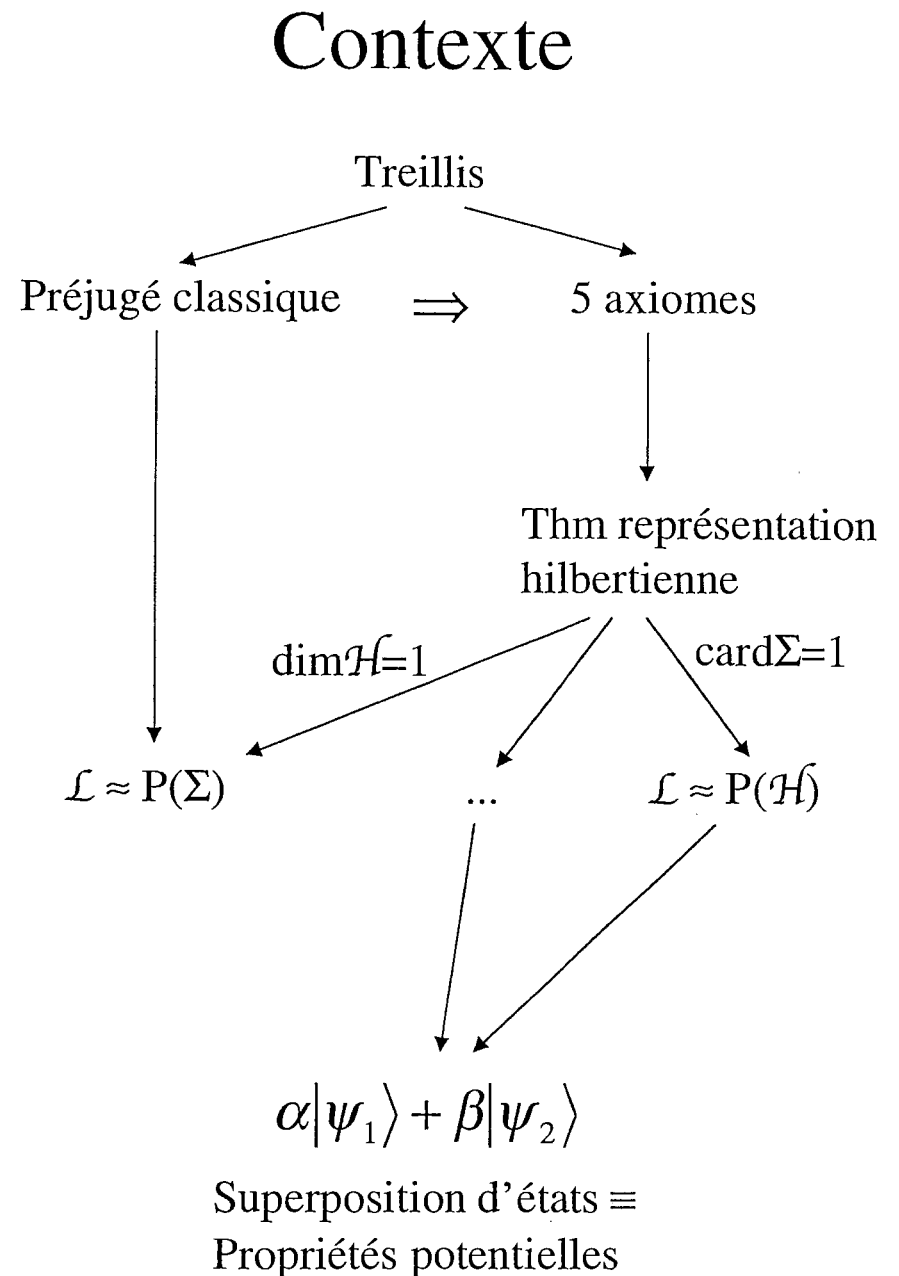 Contexte
Treillis
Préjugé classique ⇒ 5 axiomes
Thm représentation
hilbertienne
dimℋ=1 cardΣ=1
ℒ ≈ P(Σ) ... ℒ ≈ P(ℋ)
α|ψ₁⟩ + β|ψ₂⟩
Superposition d'états ≡
Propriétés potentielles